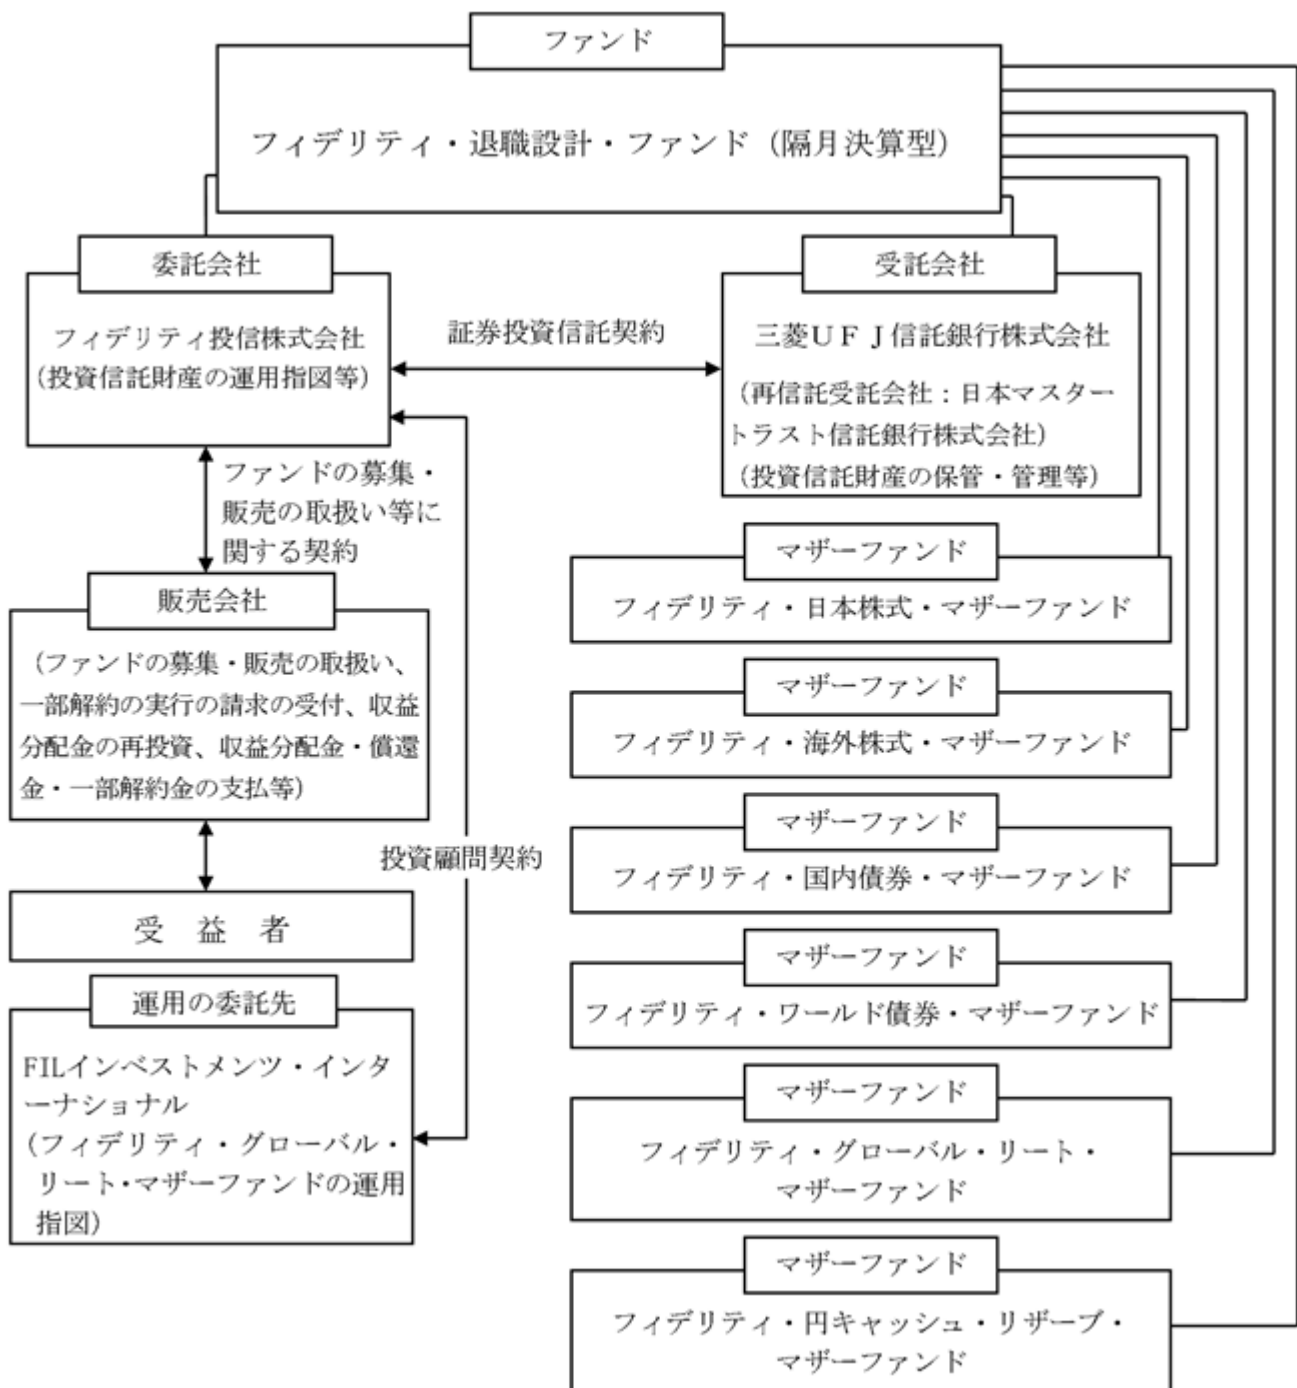 ファンド
フィデリティ・退職設計・ファンド（隔月決算型）
委託会社
フィデリティ投信株式会社
（投資信託財産の運用指図等）
証券投資信託契約
受託会社
三菱ＵＦＪ信託銀行株式会社
（再信託受託会社：日本マスター
トラスト信託銀行株式会社）
（投資信託財産の保管・管理等）
ファンドの募集・
販売の取扱い等に
関する契約
販売会社
（ファンドの募集・販売の取扱い、
一部解約の実行の請求の受付、収益
分配金の再投資、収益分配金・償還
金・一部解約金の支払等）
投資顧問契約
受　益　者
運用の委託先
FILインベストメンツ・インタ
ーナショナル
（フィデリティ・グローバル・
リート・マザーファンドの運用
指図）
マザーファンド
フィデリティ・日本株式・マザーファンド
マザーファンド
フィデリティ・海外株式・マザーファンド
マザーファンド
フィデリティ・国内債券・マザーファンド
マザーファンド
フィデリティ・ワールド債券・マザーファンド
マザーファンド
フィデリティ・グローバル・リート・
マザーファンド
マザーファンド
フィデリティ・円キャッシュ・リザーブ・
マザーファンド